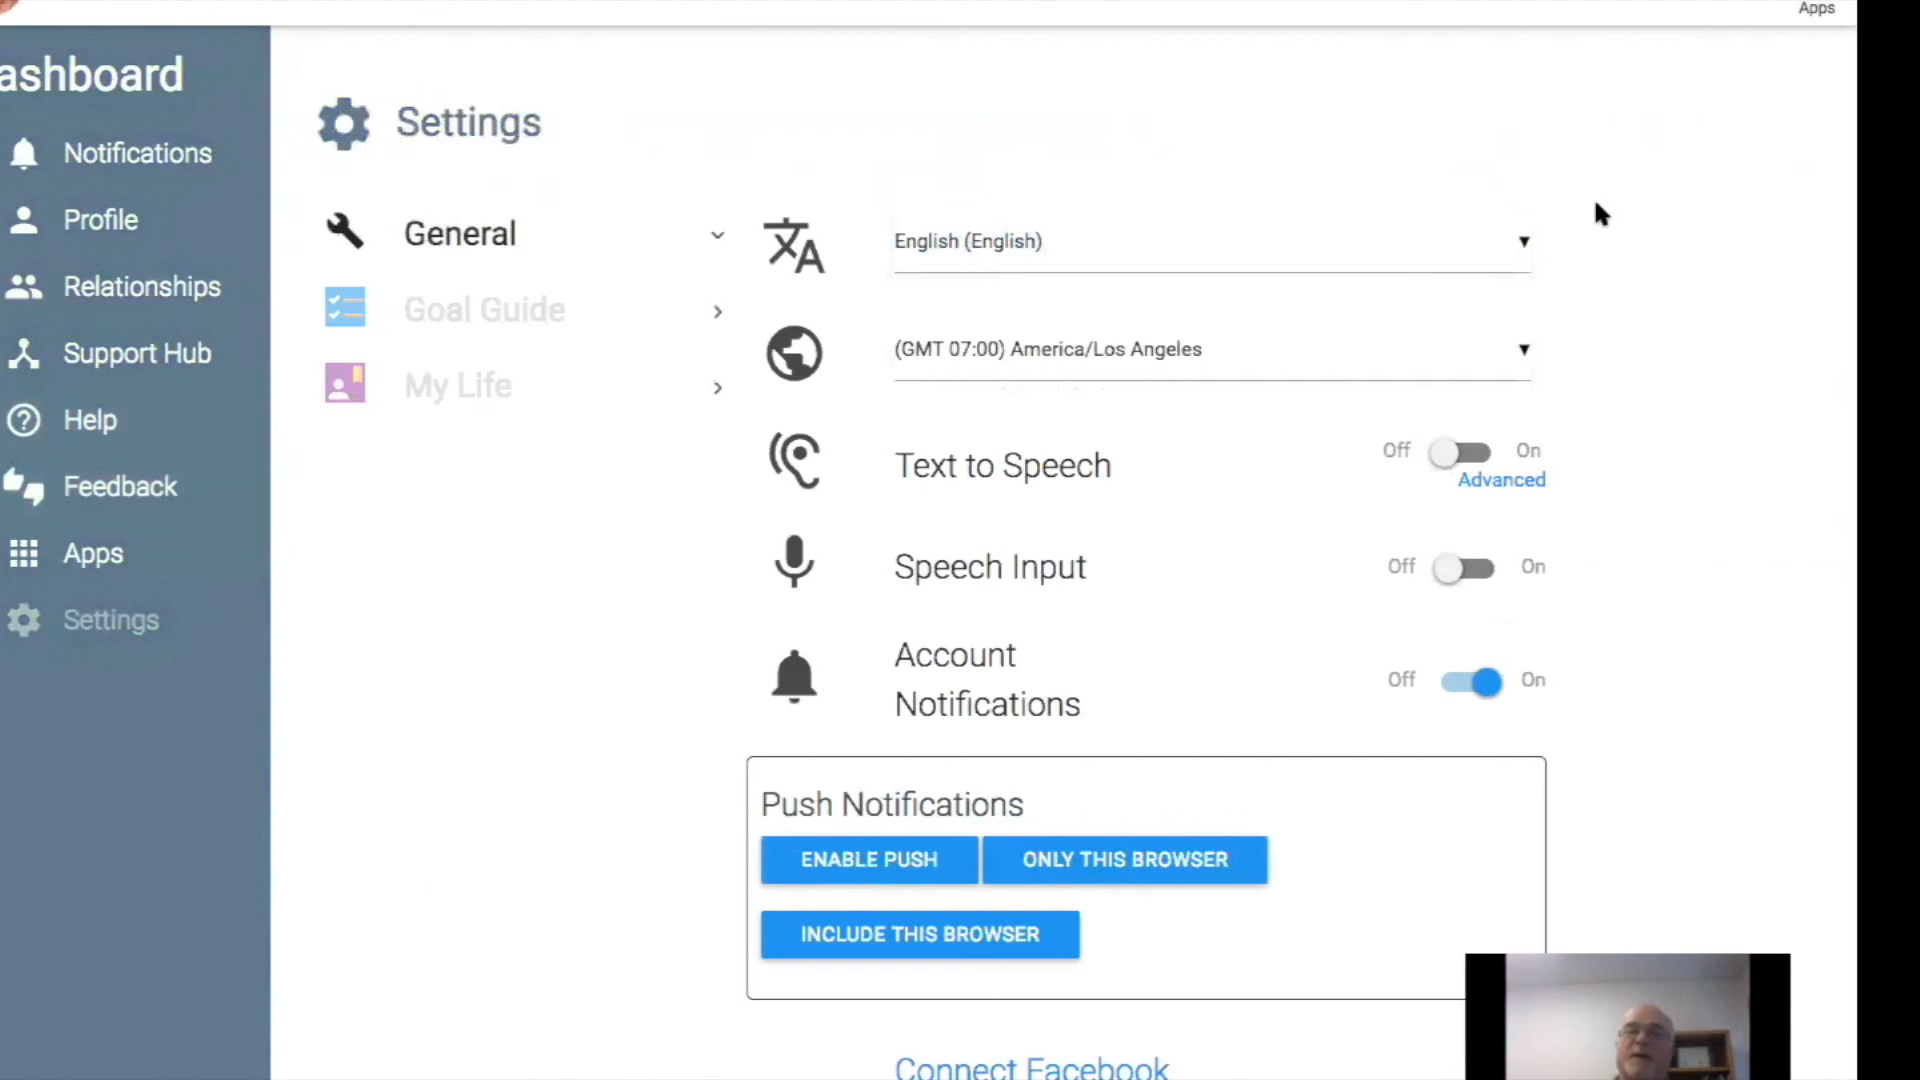 Apps
ashboard
Notifications
Profile
Relationships
Support Hub
Help
Feedback
Apps
Settings
Settings
General
Goal Guide
My Life
English (English)
(GMT 07:00) America/Los Angeles
Text to Speech
Off On
Advanced
Speech Input
Off On
Account
Notifications
Off On
Push Notifications
ENABLE PUSH ONLY THIS BROWSER
INCLUDE THIS BROWSER
Connect Facebook